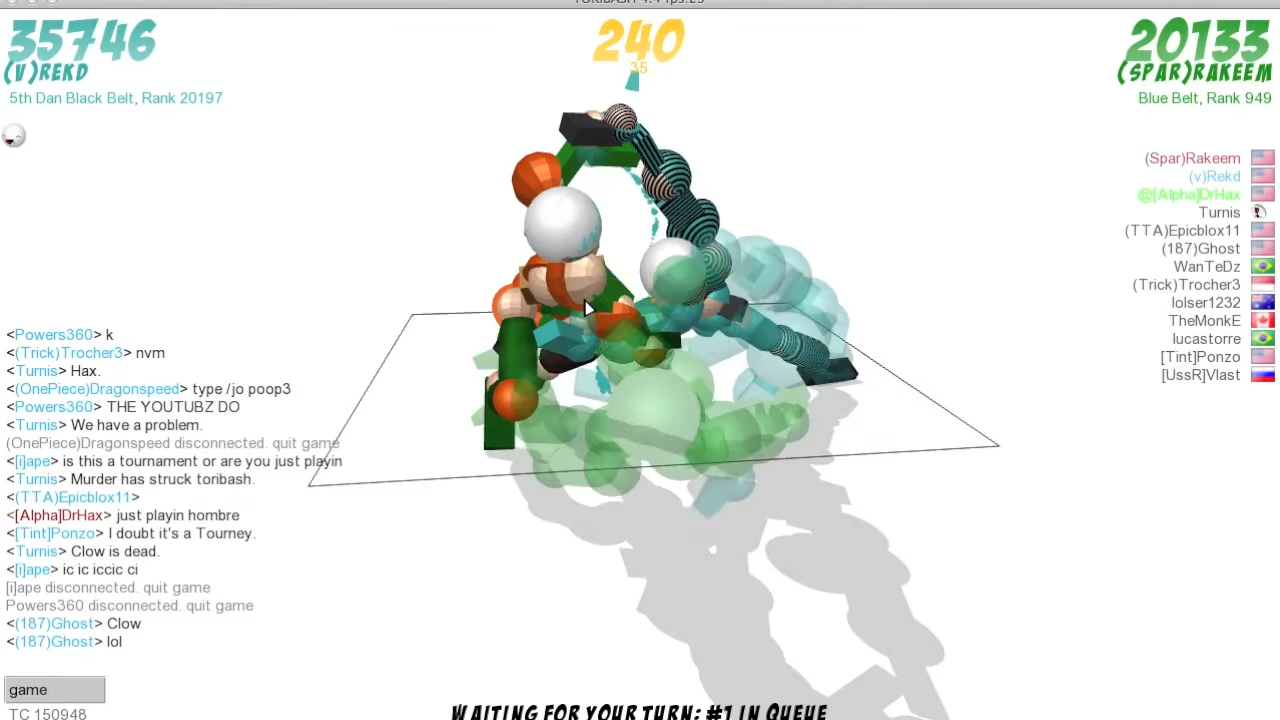 TORIBASH 4.4 fps:25
35746
(V)REKD
5th Dan Black Belt, Rank 20197
240
35
20133
(SPAR)RAKEEM
Blue Belt, Rank 949
(Spar)Rakeem
(v)Rekd
@[Alpha]DrHax
Turnis
(TTA)Epicblox11
(187)Ghost
WanTeDz
(Trick)Trocher3
lolser1232
TheMonkE
lucastorre
[Tint]Ponzo
[UssR]Vlast
<Powers360> k
<(Trick)Trocher3> nvm
<Turnis> Hax.
<(OnePiece)Dragonspeed> type /jo poop3
<Powers360> THE YOUTUBZ DO
<Turnis> We have a problem.
(OnePiece)Dragonspeed disconnected. quit game
<[i]ape> is this a tournament or are you just playin
<Turnis> Murder has struck toribash.
<(TTA)Epicblox11>
<[Alpha]DrHax> just playin hombre
<[Tint]Ponzo> I doubt it's a Tourney.
<Turnis> Clow is dead.
<[i]ape> ic ic iccic ci
[i]ape disconnected. quit game
Powers360 disconnected. quit game
<(187)Ghost> Clow
<(187)Ghost> lol
game
TC 150948
WAITING FOR YOUR TURN: #1 IN QUEUE